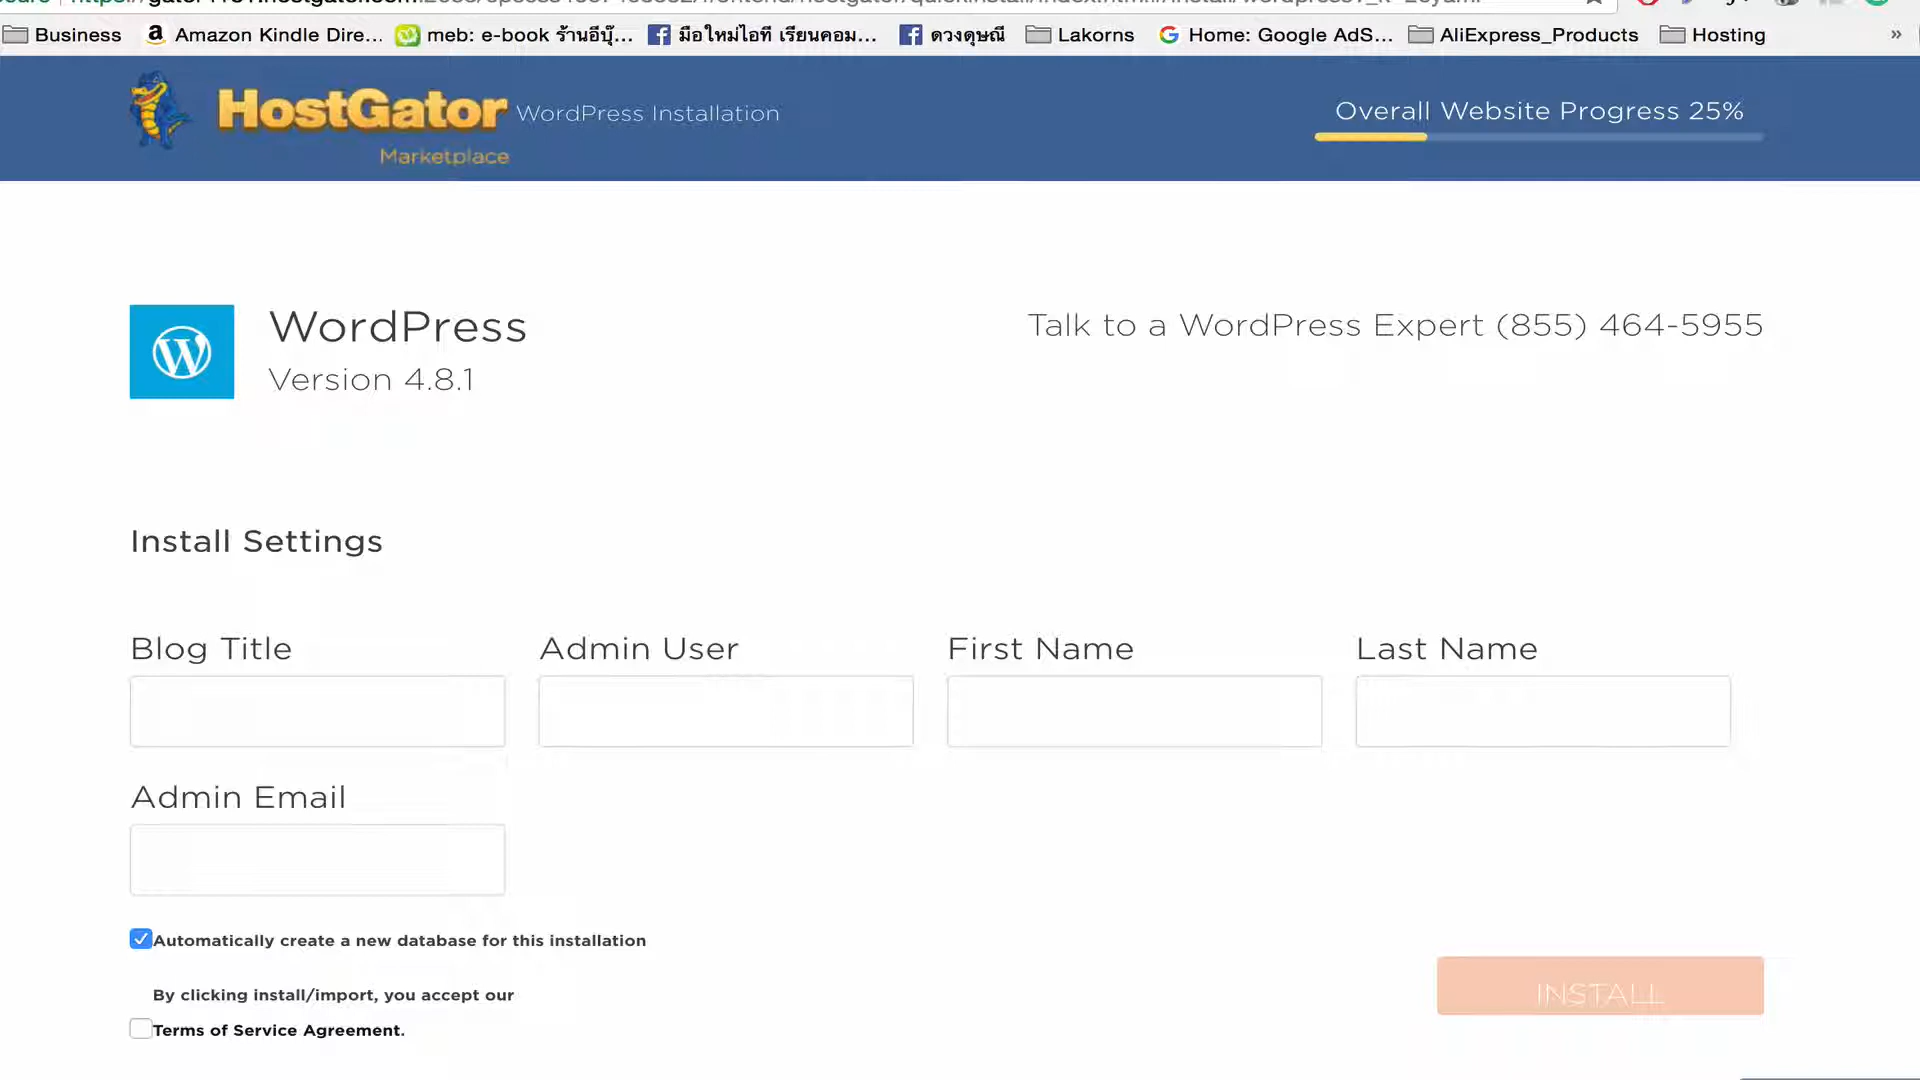 Business
Amazon Kindle Dire...
meb: e-book ร้านอีบุ๊...
มือใหม่ไอที เรียนคอม...
ดวงดุษณี
Lakorns
Home: Google AdS...
AliExpress_Products
Hosting
»
HostGator WordPress Installation
Marketplace
Overall Website Progress 25%
WordPress
Version 4.8.1
Talk to a WordPress Expert (855) 464-5955
Install Settings
Blog Title
Admin User
First Name
Last Name
Admin Email
Automatically create a new database for this installation
By clicking install/import, you accept our
Terms of Service Agreement.
INSTALL